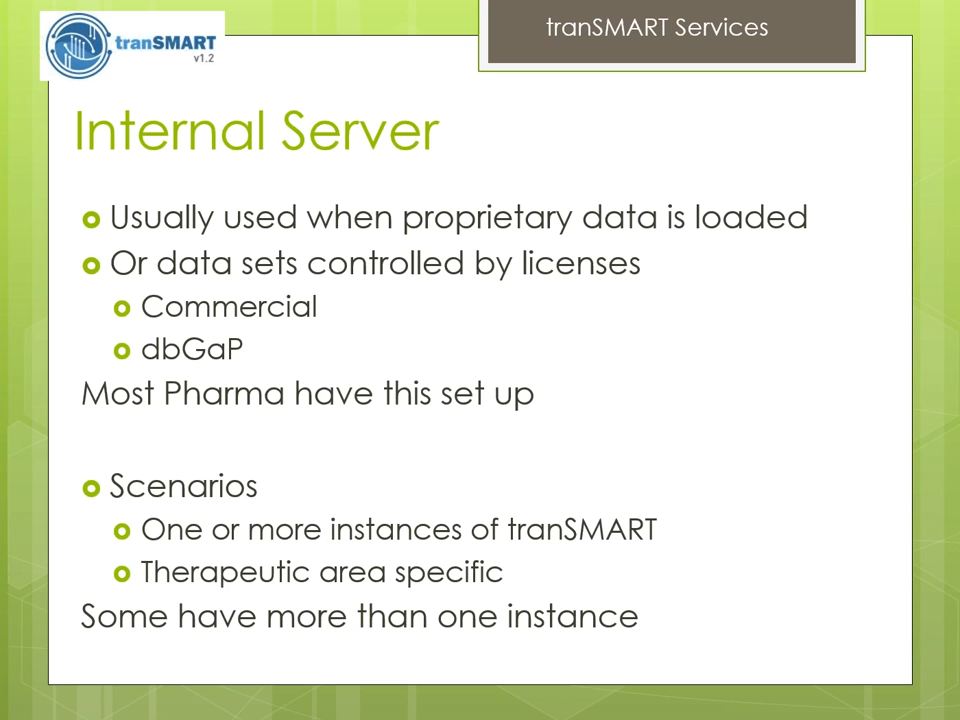 tranSMART
v1.2
tranSMART Services
Internal Server
Usually used when proprietary data is loaded
Or data sets controlled by licenses
Commercial
dbGaP
Most Pharma have this set up
Scenarios
One or more instances of tranSMART
Therapeutic area specific
Some have more than one instance